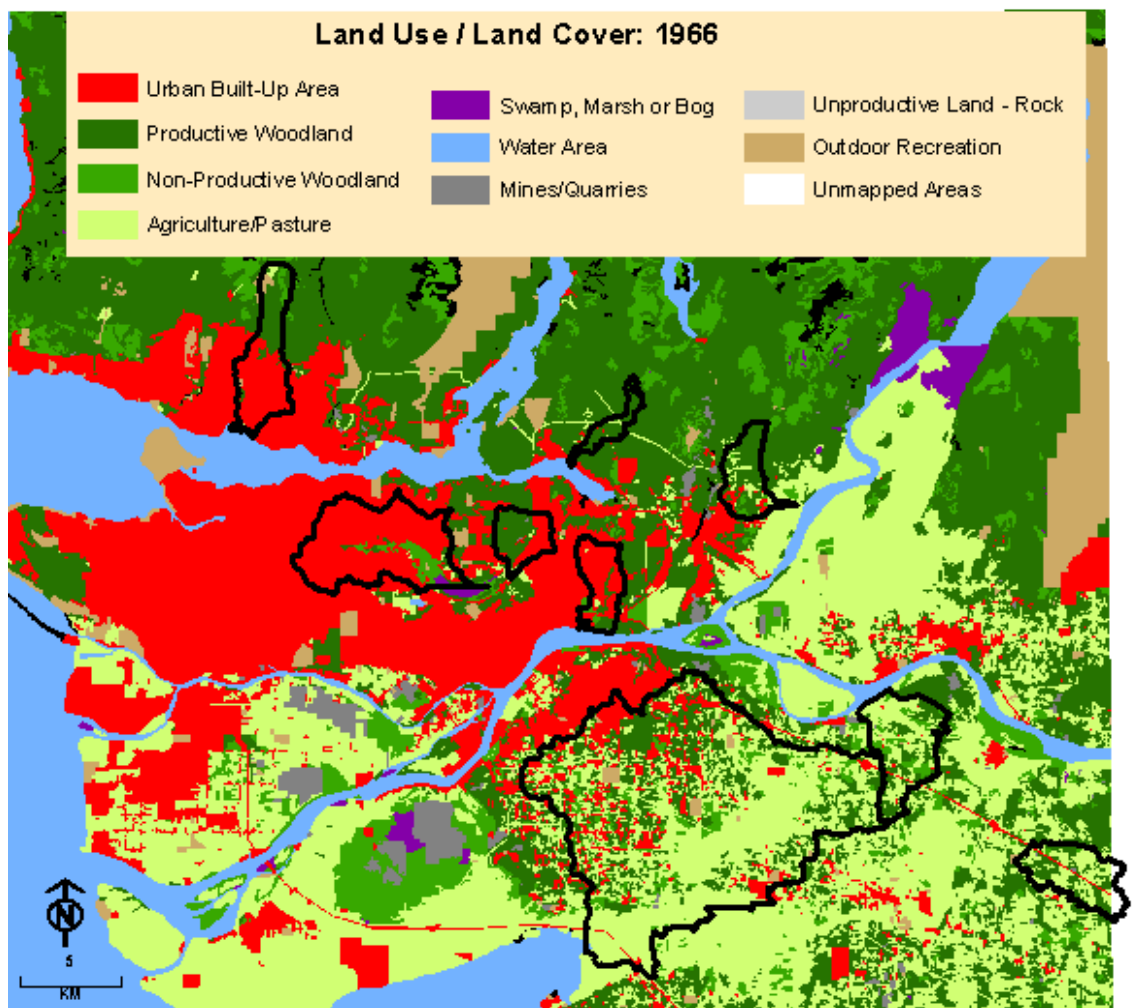 Land Use / Land Cover: 1966
Urban Built-Up Area
Productive Woodland
Non-Productive Woodland
Agriculture/Pasture
Swamp, Marsh or Bog
Water Area
Mines/Quarries
Unproductive Land - Rock
Outdoor Recreation
Unmapped Areas
N
5
KM